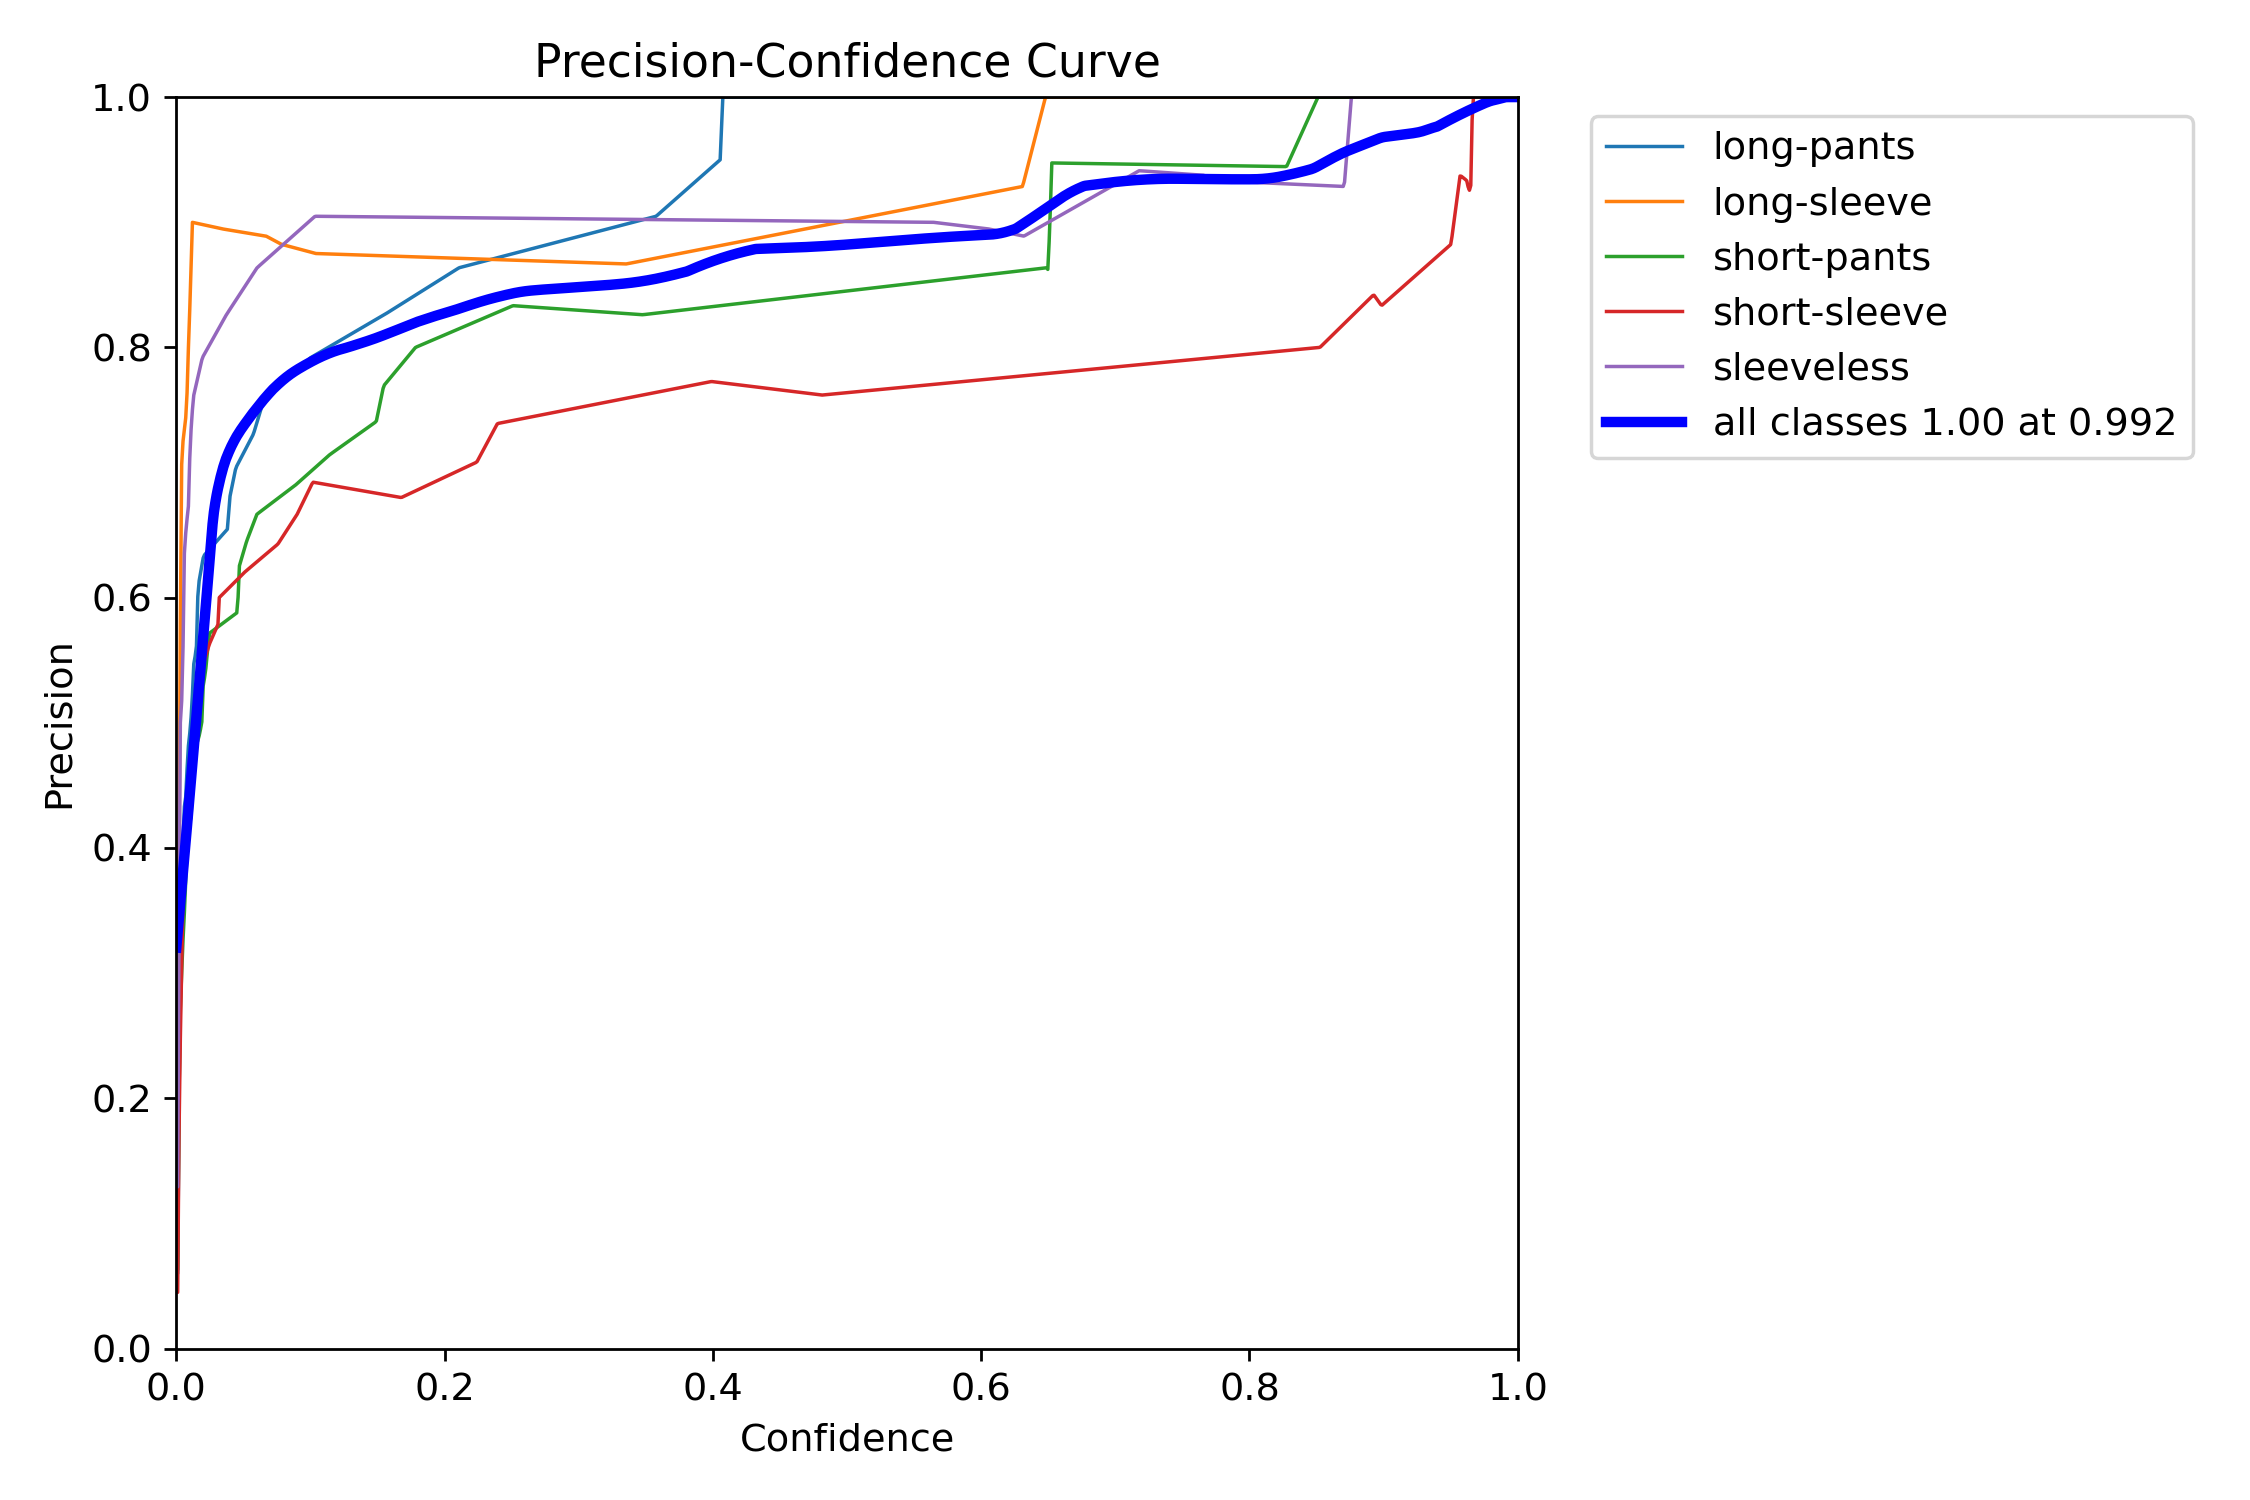 Precision-Confidence Curve
1.0
0.8
0.6
0.4
0.2
0.0
Precision
0.0 0.2 0.4 0.6 0.8 1.0
Confidence
long-pants
long-sleeve
short-pants
short-sleeve
sleeveless
all classes 1.00 at 0.992